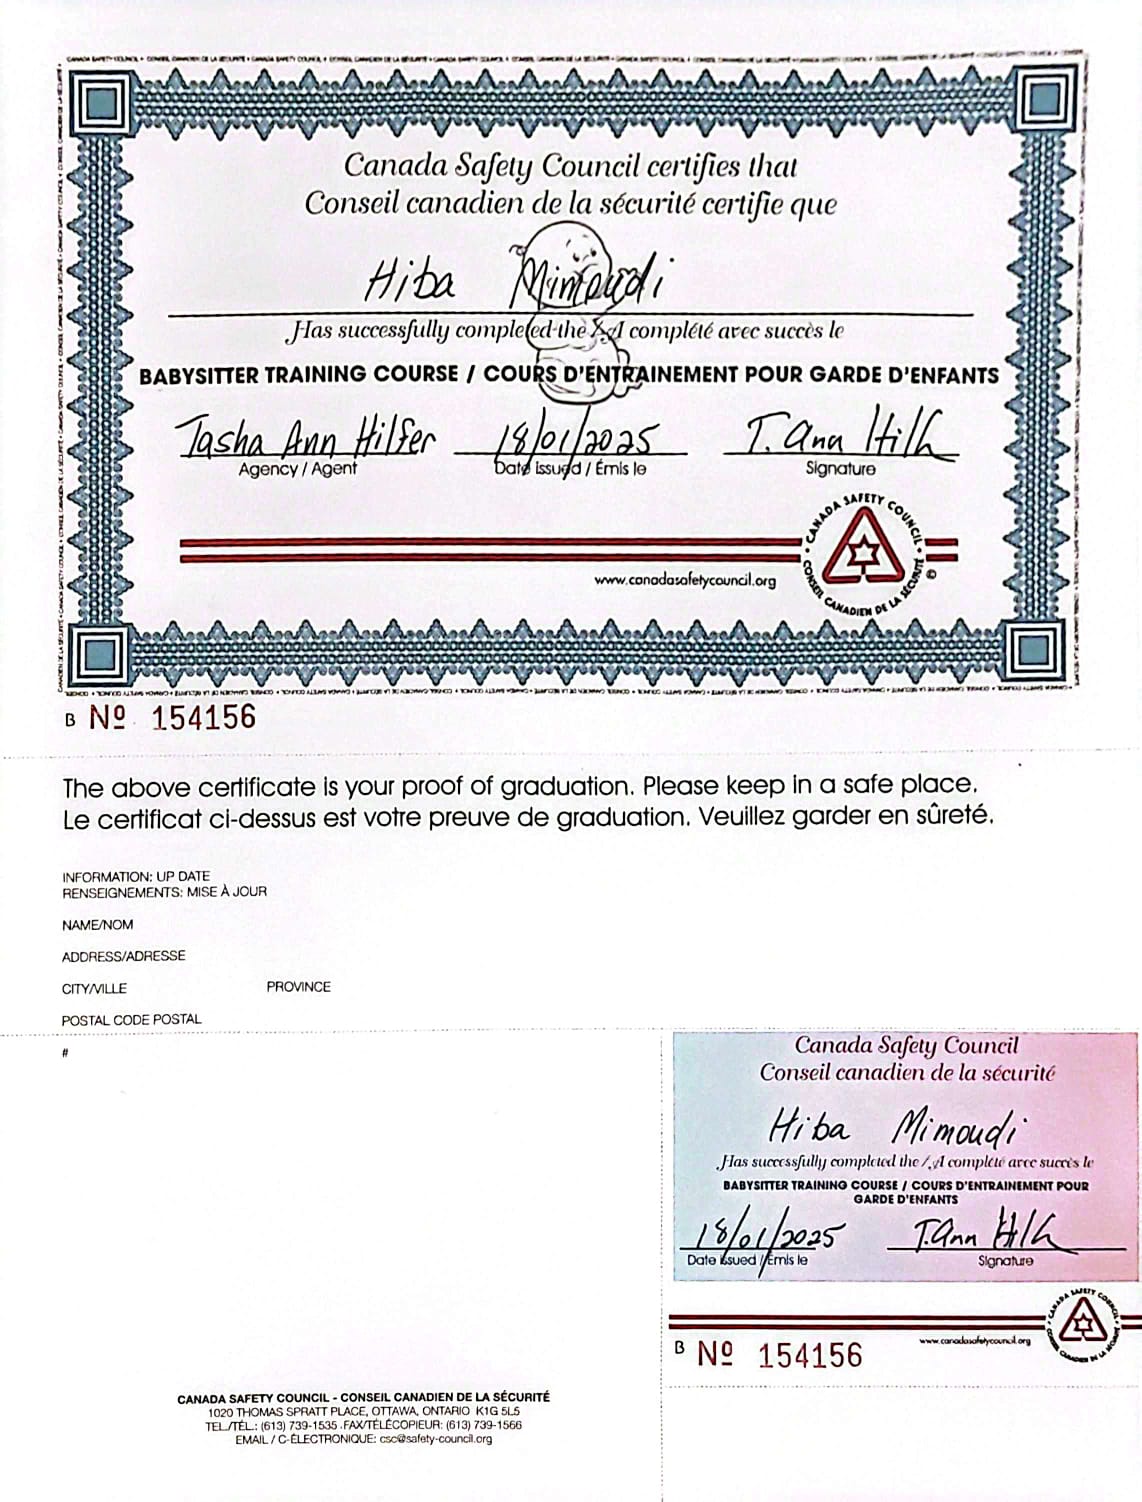 Canada Safety Council certifies that
Conseil canadien de la sécurité certifie que
Hiba Mimoudi
Has successfully completed the / A complété avec succès le
BABYSITTER TRAINING COURSE / COURS D'ENTRAINEMENT POUR GARDE D'ENFANTS
Tasha Ann Hilfer 18/01/2025 T. Ann
Agency / Agent Date issued / Émis le Signature
CANADA SAFETY COUNCIL • CONSEIL CANADIEN DE LA SÉCURITÉ •
©
www.canadasafetycouncil.org
B Nº 154156
The above certificate is your proof of graduation. Please keep in a safe place.
Le certificat ci-dessus est votre preuve de graduation. Veuillez garder en sûreté.
INFORMATION: UP DATE
RENSEIGNEMENTS: MISE À JOUR
NAME/NOM
ADDRESS/ADRESSE
CITY/VILLE PROVINCE
POSTAL CODE POSTAL
#
Canada Safety Council
Conseil canadien de la sécurité
Hiba Mimoudi
Has successfully completed the / A complété avec succès le
BABYSITTER TRAINING COURSE / COURS D'ENTRAINEMENT POUR
GARDE D'ENFANTS
18/01/2025 T. Ann
Date issued / Émis le Signature
CANADA SAFETY COUNCIL • CONSEIL CANADIEN DE LA SÉCURITÉ •
www.canadasafetycouncil.org
B Nº 154156
CANADA SAFETY COUNCIL - CONSEIL CANADIEN DE LA SÉCURITÉ
1020 THOMAS SPRATT PLACE, OTTAWA, ONTARIO K1G 5L5
TEL./TÉL.: (613) 739-1535 . FAX/TÉLÉCOPIEUR: (613) 739-1566
EMAIL / C-ÉLECTRONIQUE: csc@safety-council.org